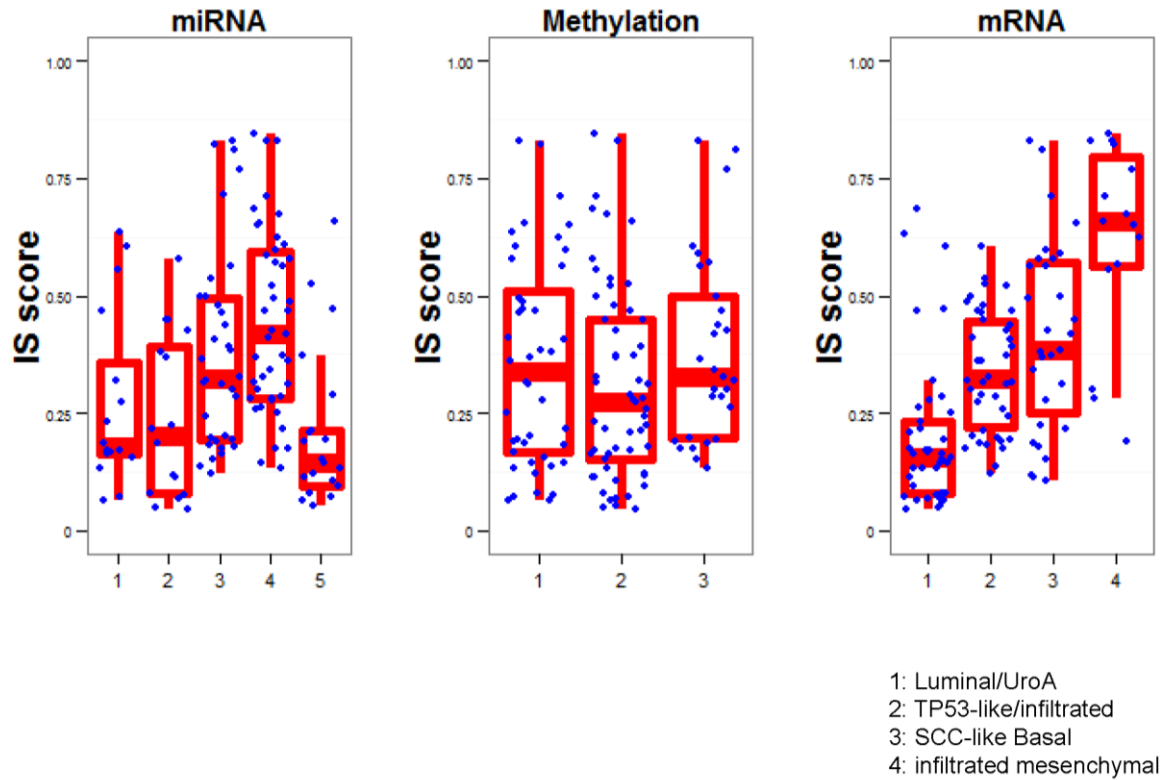 miRNA
IS score
1.00
0.75
0.50
0.25
0
1 2 3 4 5
Methylation
IS score
1.00
0.75
0.50
0.25
0
1 2 3
mRNA
IS score
1.00
0.75
0.50
0.25
0
1 2 3 4
1: Luminal/UroA
2: TP53-like/infiltrated
3: SCC-like Basal
4: infiltrated mesenchymal